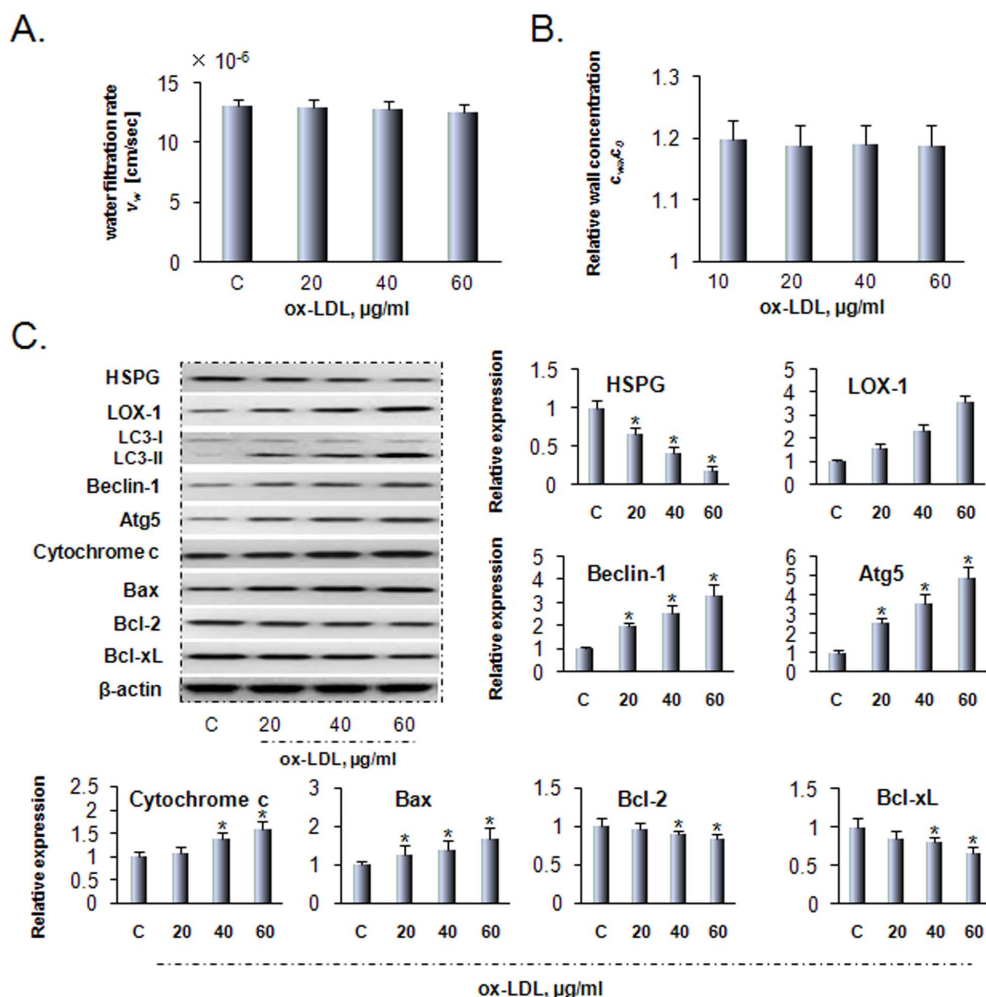 A.
× 10⁻⁶
water filtration rate
v_w [cm/sec]
15
10
5
0
C 20 40 60
ox-LDL, µg/ml
B.
Relative wall concentration
1.3
1.2
1.1
1
10 20 40 60
ox-LDL, µg/ml
C.
HSPG
LOX-1
LC3-I
LC3-II
Beclin-1
Atg5
Cytochrome c
Bax
Bcl-2
Bcl-xL
β-actin
C 20 40 60
ox-LDL, µg/ml
Relative expression
HSPG
1.5
1
0.5
0
* * *
C 20 40 60
LOX-1
5
4
3
2
1
0
C 20 40 60
Relative expression
Beclin-1
5
4
3
2
1
0
* * *
C 20 40 60
Atg5
6
5
4
3
2
1
0
* * *
C 20 40 60
Relative expression
Cytochrome c
2.5
2
1.5
1
0.5
0
* *
C 20 40 60
Bax
3
2
1
0
* * *
C 20 40 60
Bcl-2
1.5
1
0.5
0
* *
C 20 40 60
Bcl-xL
1.5
1
0.5
0
* *
C 20 40 60
ox-LDL, µg/ml